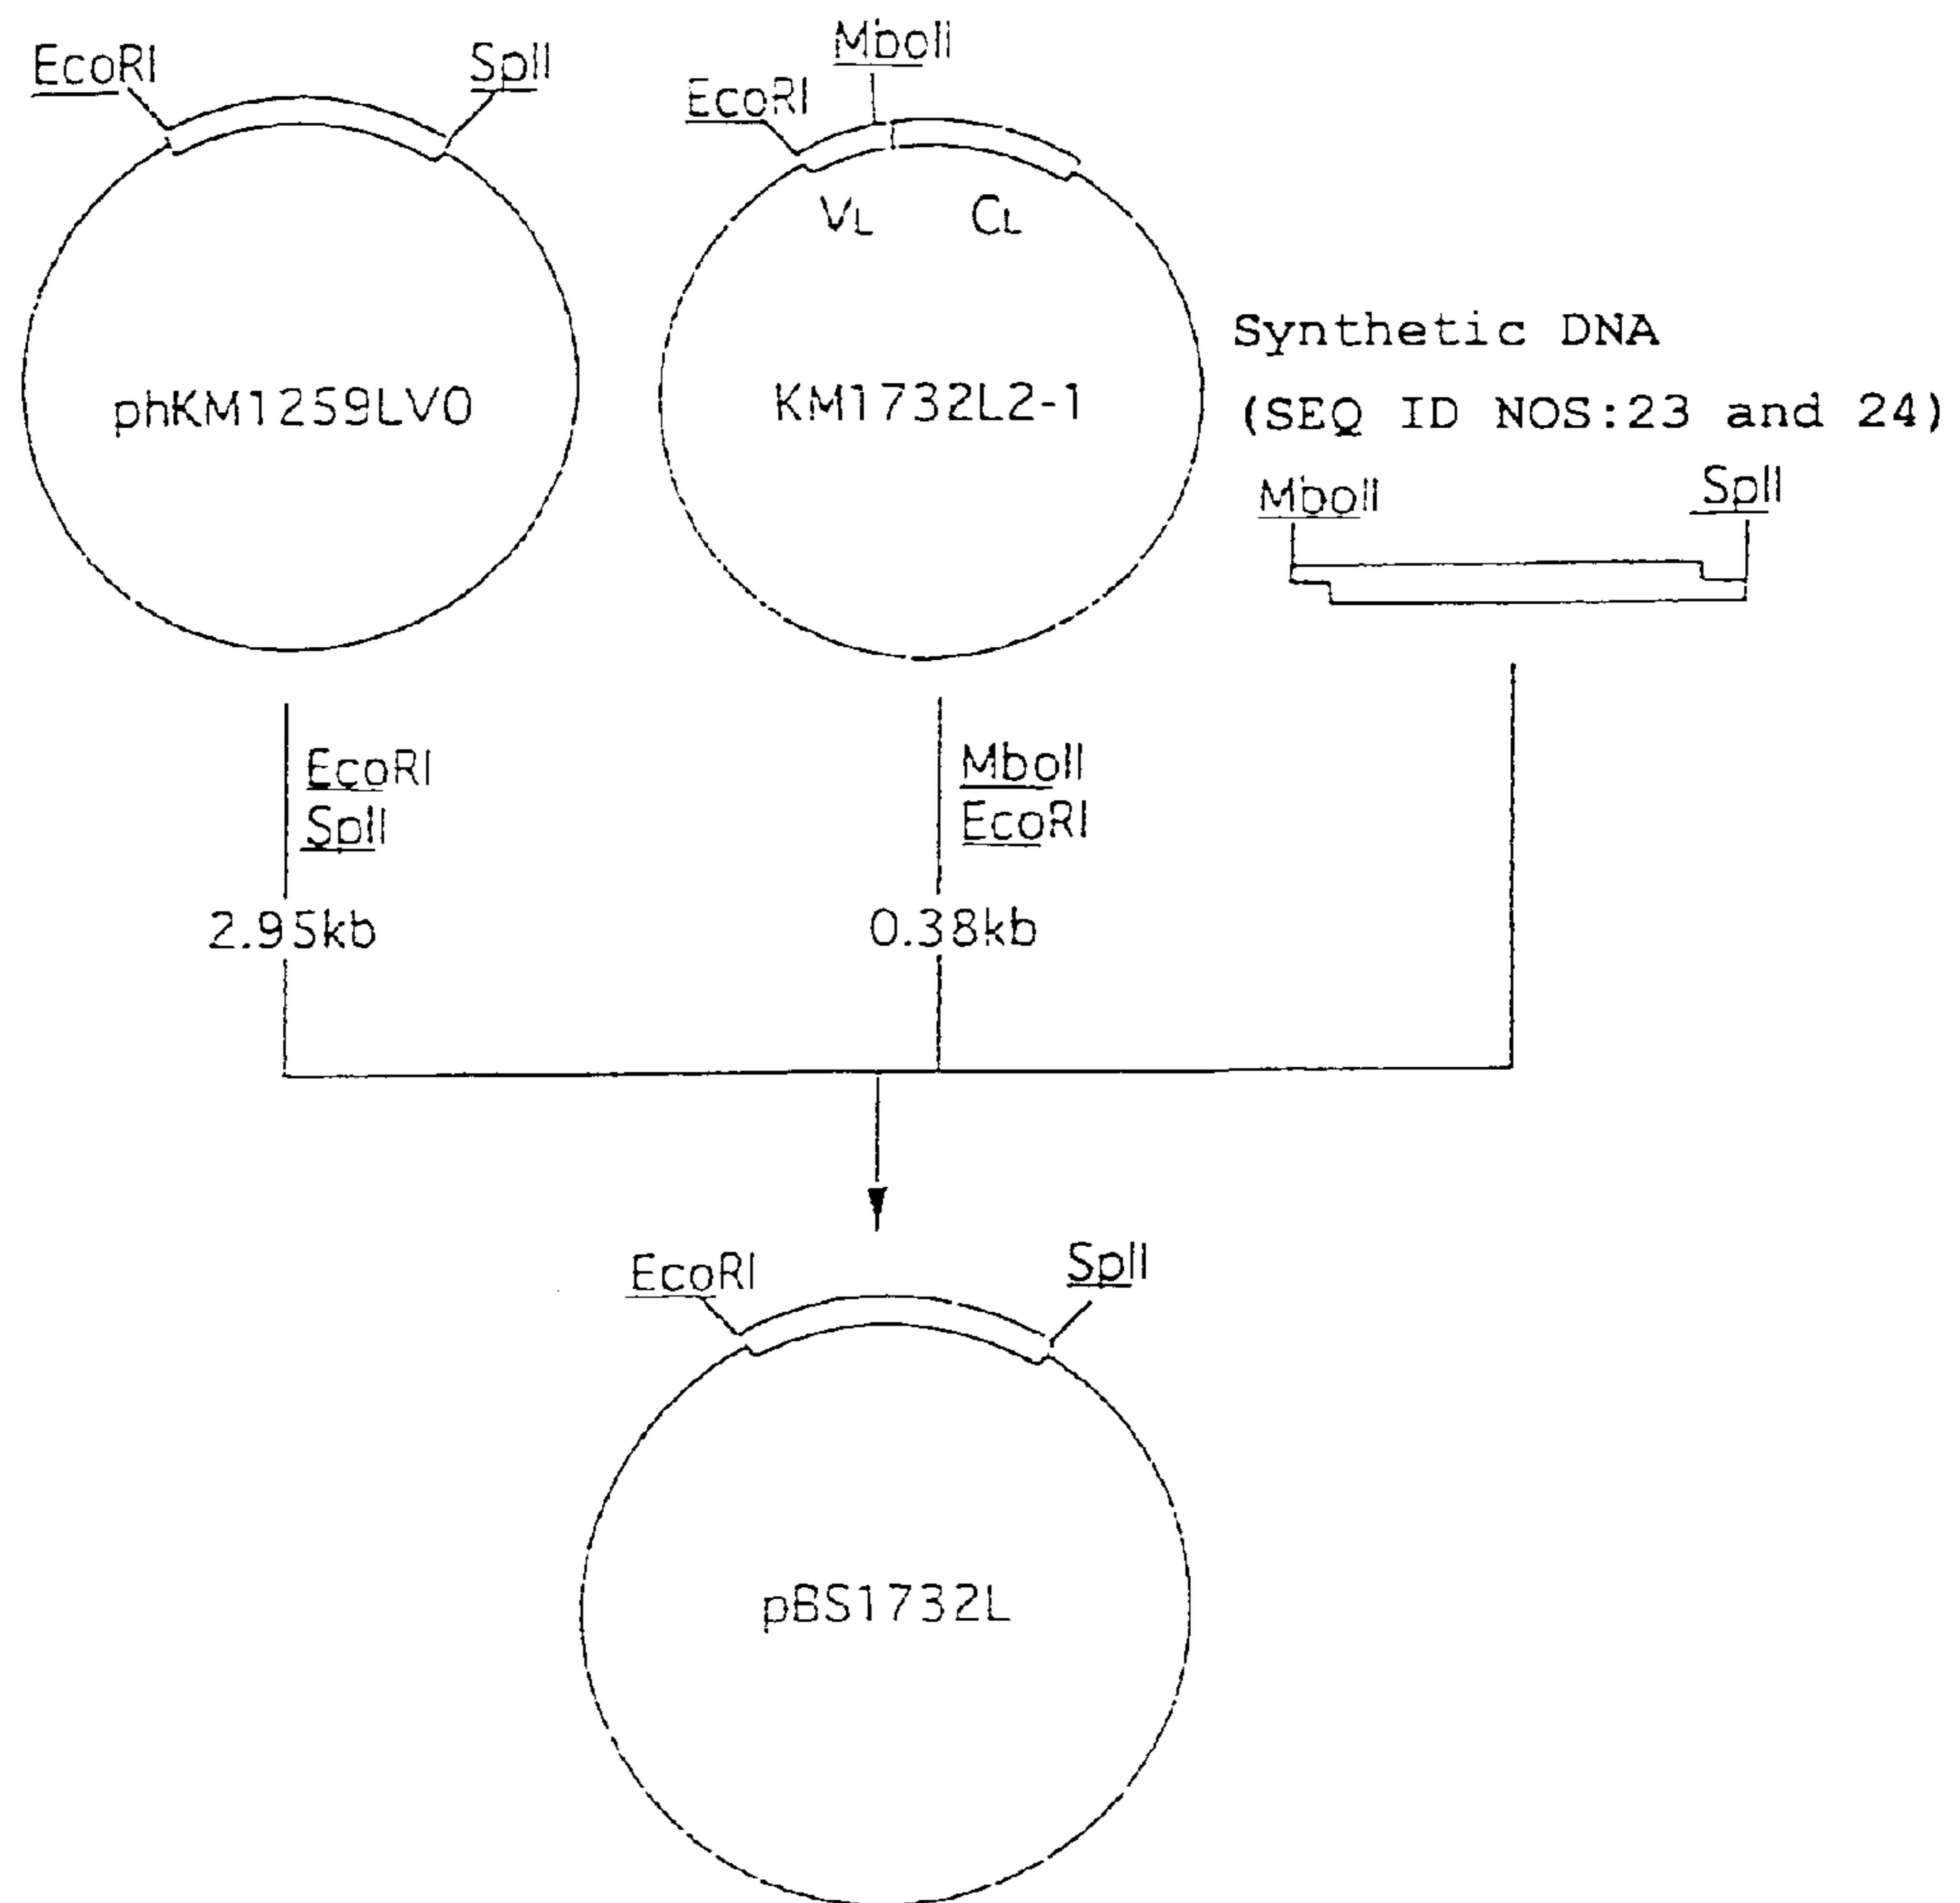 EcoRI
SplI
phKM1259LV0
MboII
EcoRI
VL
CL
KM1732L2-1
Synthetic DNA
(SEQ ID NOS:23 and 24)
MboII
SplI
EcoRI
SplI
2.95kb
MboII
EcoRI
0.38kb
EcoRI
SplI
pBS1732L